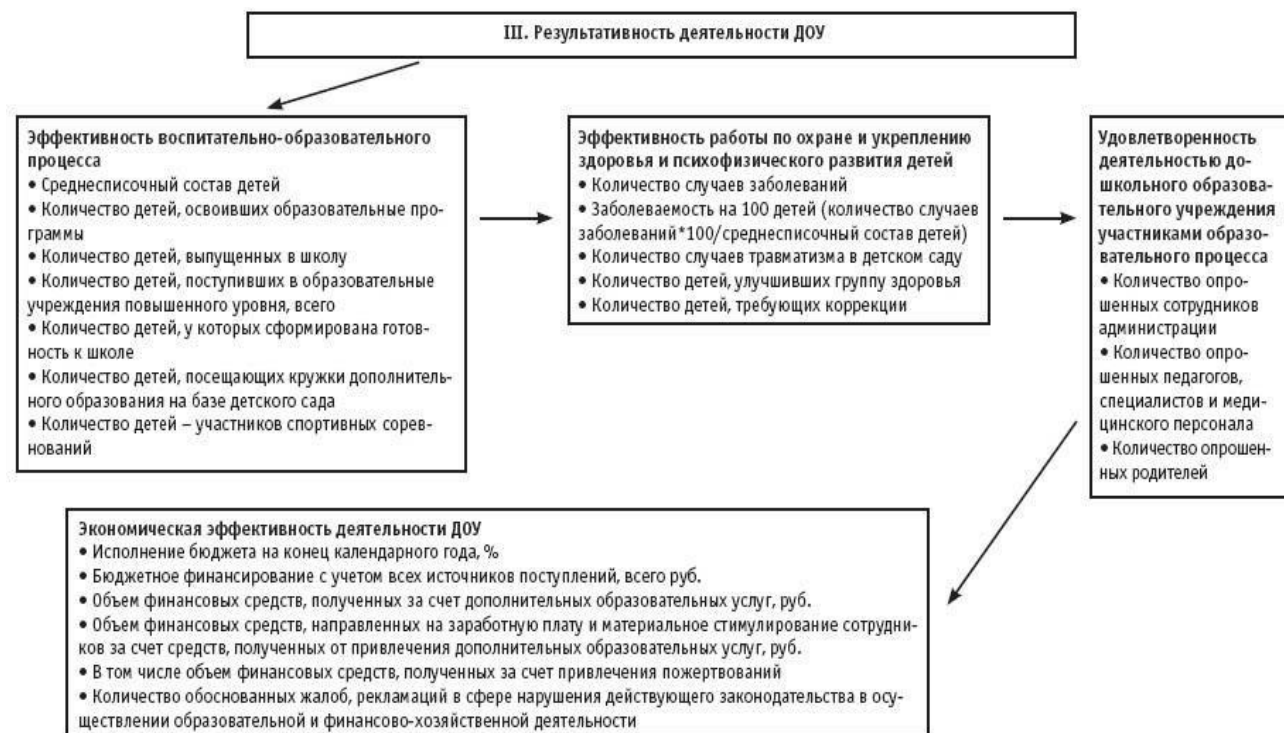 III. Результативность деятельности ДОУ
Эффективность воспитательно-образовательного
процесса
• Среднесписочный состав детей
• Количество детей, освоивших образовательные про-
граммы
• Количество детей, выпущенных в школу
• Количество детей, поступивших в образовательные
учреждения повышенного уровня, всего
• Количество детей, у которых сформирована готов-
ность к школе
• Количество детей, посещающих кружки дополнитель-
ного образования на базе детского сада
• Количество детей – участников спортивных сорев-
нований
Эффективность работы по охране и укреплению
здоровья и психофизического развития детей
• Количество случаев заболеваний
• Заболеваемость на 100 детей (количество случаев
заболеваний*100/среднесписочный состав детей)
• Количество случаев травматизма в детском саду
• Количество детей, улучшивших группу здоровья
• Количество детей, требующих коррекции
Удовлетворенность
деятельностью до-
школьного образова-
тельного учреждения
участниками образо-
вательного процесса
• Количество опро-
шенных сотрудников
администрации
• Количество опро-
шенных педагогов,
специалистов и меди-
цинского персонала
• Количество опрошен-
ных родителей
Экономическая эффективность деятельности ДОУ
• Исполнение бюджета на конец календарного года, %
• Бюджетное финансирование с учетом всех источников поступлений, всего руб.
• Объем финансовых средств, полученных за счет дополнительных образовательных услуг, руб.
• Объем финансовых средств, направленных на заработную плату и материальное стимулирование сотрудни-
ков за счет средств, полученных от привлечения дополнительных образовательных услуг, руб.
• В том числе объем финансовых средств, полученных за счет привлечения пожертвований
• Количество обоснованных жалоб, рекламаций в сфере нарушения действующего законодательства в осу-
ществлении образовательной и финансово-хозяйственной деятельности